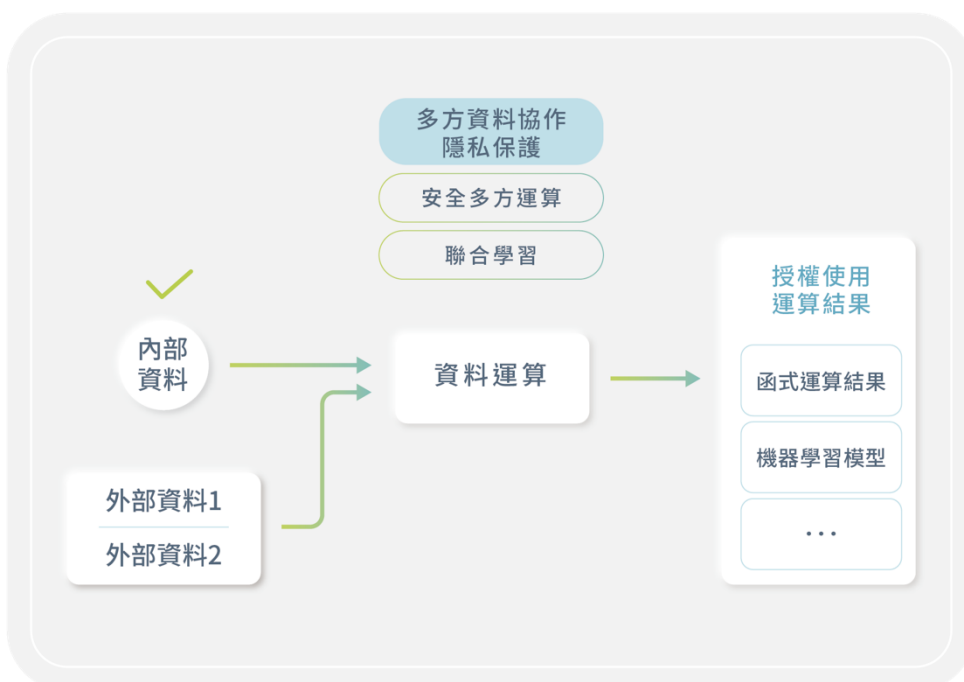 多方資料協作
隱私保護
安全多方運算
聯合學習
內部
資料
外部資料1
外部資料2
資料運算
授權使用
運算結果
函式運算結果
機器學習模型
...